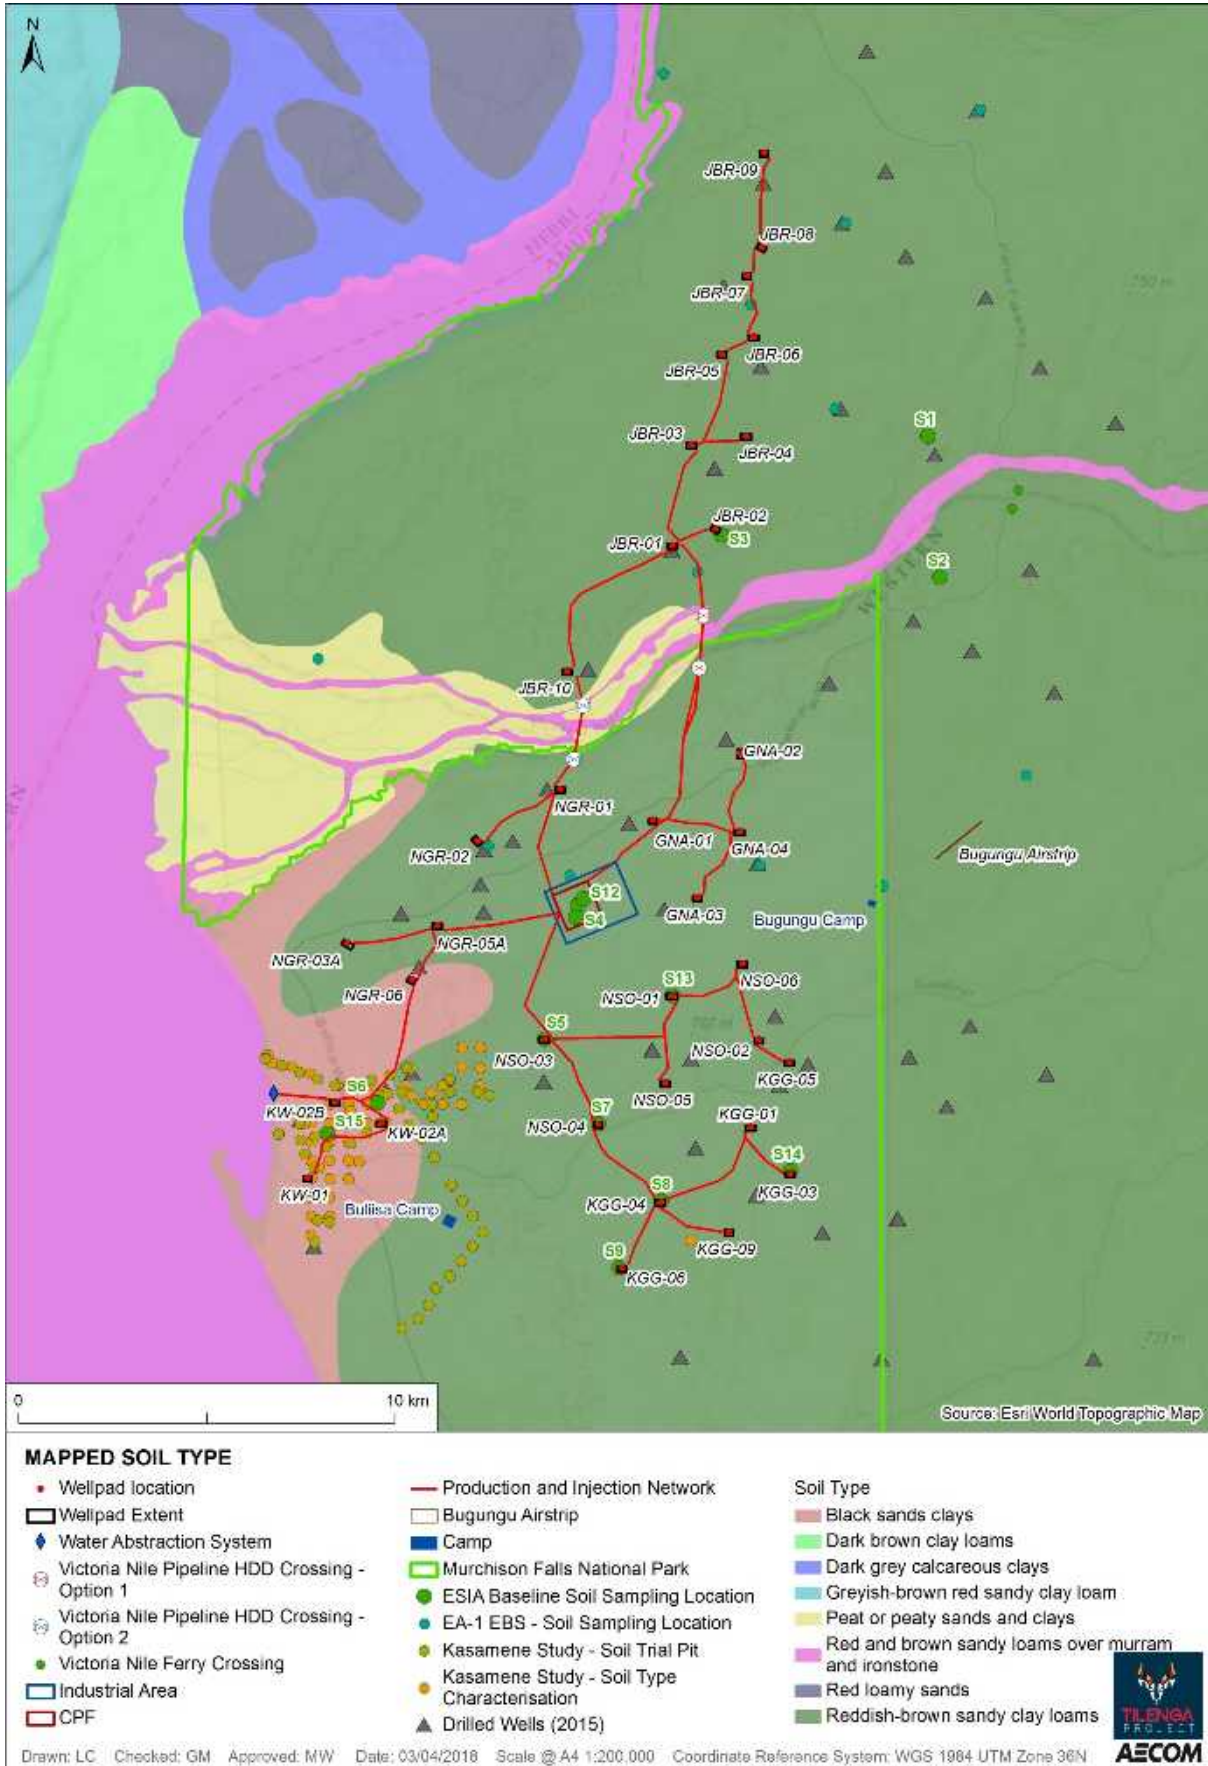 N
JBR-09
JBR-08
JBR-07
JBR-06
JBR-05
JBR-03
JBR-04
S1
JBR-02
JBR-01
S3
S2
WESTERN
JBR-10
GNA-02
NGR-01
GNA-01
GNA-04
NGR-02
Bugungu Airstrip
S12
S4
GNA-03
Bugungu Camp
NGR-05A
NGR-03A
NSO-06
NGR-06
S13
NSO-01
S5
NSO-03
NSO-02
KGG-05
NSO-05
S6
KW-02B
S15
KW-02A
S7
NSO-04
KGG-01
S14
KGG-03
KW-01
S8
KGG-04
Buliisa Camp
KGG-09
S9
KGG-06
0
10 km
Source: Esri World Topographic Map
MAPPED SOIL TYPE
Wellpad location
Wellpad Extent
Water Abstraction System
Victoria Nile Pipeline HDD Crossing -
Option 1
Victoria Nile Pipeline HDD Crossing -
Option 2
Victoria Nile Ferry Crossing
Industrial Area
CPF
Production and Injection Network
Bugungu Airstrip
Camp
Murchison Falls National Park
ESIA Baseline Soil Sampling Location
EA-1 EBS - Soil Sampling Location
Kasamene Study - Soil Trial Pit
Kasamene Study - Soil Type
Characterisation
Drilled Wells (2015)
Soil Type
Black sands clays
Dark brown clay loams
Dark grey calcareous clays
Greyish-brown red sandy clay loam
Peat or peaty sands and clays
Red and brown sandy loams over murram
and ironstone
Red loamy sands
Reddish-brown sandy clay loams
TILENGA
PROJECT
AECOM
Drawn: LC Checked: GM Approved: MW Date: 03/04/2018 Scale @ A4 1:200,000 Coordinate Reference System: WGS 1984 UTM Zone 36N